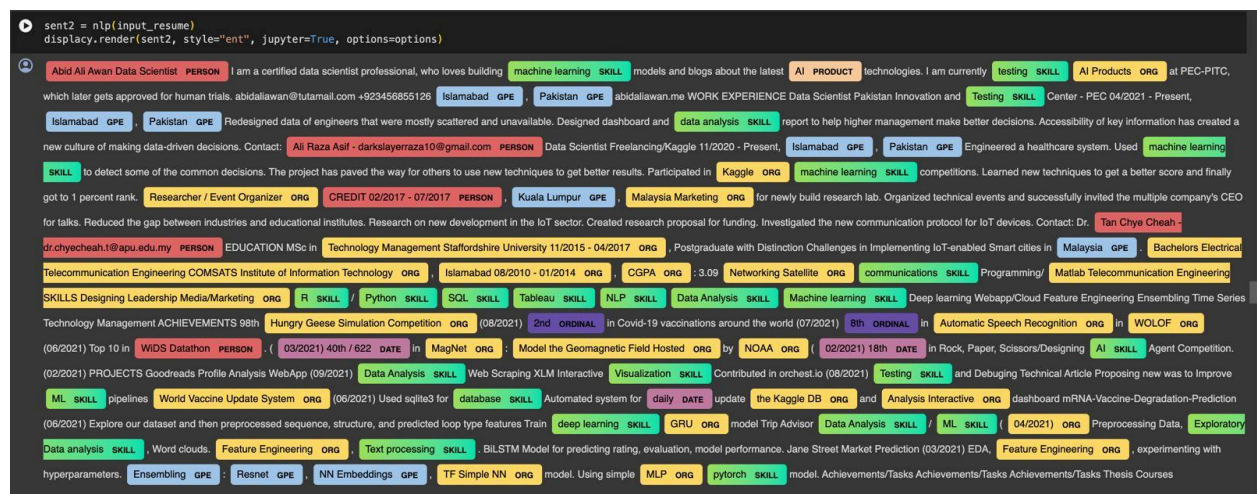 sent2 = nlp(input_resume)
displacy.render(sent2, style="ent", jupyter=True, options=options)
Abid Ali Awan Data Scientist PERSON I am a certified data scientist professional, who loves building machine learning SKILL models and blogs about the latest AI PRODUCT technologies. I am currently testing SKILL AI Products ORG at PEC-PITC,
which later gets approved for human trials. abidaliawan@tutamail.com +923456855126 Islamabad GPE , Pakistan GPE abidaliawan.me WORK EXPERIENCE Data Scientist Pakistan Innovation and Testing SKILL Center - PEC 04/2021 - Present,
Islamabad GPE , Pakistan GPE Redesigned data of engineers that were mostly scattered and unavailable. Designed dashboard and data analysis SKILL report to help higher management make better decisions. Accessibility of key information has created a
new culture of making data-driven decisions. Contact: Ali Raza Asif - darkslayerraza10@gmail.com PERSON Data Scientist Freelancing/Kaggle 11/2020 - Present, Islamabad GPE , Pakistan GPE Engineered a healthcare system. Used machine learning
SKILL to detect some of the common decisions. The project has paved the way for others to use new techniques to get better results. Participated in Kaggle ORG machine learning SKILL competitions. Learned new techniques to get a better score and finally
got to 1 percent rank. Researcher / Event Organizer ORG CREDIT 02/2017 - 07/2017 PERSON , Kuala Lumpur GPE , Malaysia Marketing ORG for newly build research lab. Organized technical events and successfully invited the multiple company's CEO
for talks. Reduced the gap between industries and educational institutes. Research on new development in the IoT sector. Created research proposal for funding. Investigated the new communication protocol for IoT devices. Contact: Dr. Tan Chye Cheah -
dr.chyecheah.t@apu.edu.my PERSON EDUCATION MSc in Technology Management Staffordshire University 11/2015 - 04/2017 ORG , Postgraduate with Distinction Challenges in Implementing IoT-enabled Smart cities in Malaysia GPE . Bachelors Electrical
Telecommunication Engineering COMSATS Institute of Information Technology ORG , Islamabad 08/2010 - 01/2014 ORG , CGPA ORG : 3.09 Networking Satellite ORG communications SKILL Programming/ Matlab Telecommunication Engineering
SKILLS Designing Leadership Media/Marketing ORG R SKILL / Python SKILL SQL SKILL Tableau SKILL NLP SKILL Data Analysis SKILL Machine learning SKILL Deep learning Webapp/Cloud Feature Engineering Ensembling Time Series
Technology Management ACHIEVEMENTS 98th Hungry Geese Simulation Competition ORG (08/2021) 2nd ORDINAL in Covid-19 vaccinations around the world (07/2021) 8th ORDINAL in Automatic Speech Recognition ORG in WOLOF ORG
(06/2021) Top 10 in WiDS Datathon PERSON . ( 03/2021) 40th / 622 DATE in MagNet ORG : Model the Geomagnetic Field Hosted ORG by NOAA ORG ( 02/2021) 18th DATE in Rock, Paper, Scissors/Designing AI SKILL Agent Competition.
(02/2021) PROJECTS Goodreads Profile Analysis WebApp (09/2021) Data Analysis SKILL Web Scraping XLM Interactive Visualization SKILL Contributed in orchest.io (08/2021) Testing SKILL and Debuging Technical Article Proposing new was to Improve
ML SKILL pipelines World Vaccine Update System ORG (06/2021) Used sqlite3 for database SKILL Automated system for daily DATE update the Kaggle DB ORG and Analysis Interactive ORG dashboard mRNA-Vaccine-Degradation-Prediction
(06/2021) Explore our dataset and then preprocessed sequence, structure, and predicted loop type features Train deep learning SKILL GRU ORG model Trip Advisor Data Analysis SKILL / ML SKILL ( 04/2021) ORG Preprocessing Data, Exploratory
Data analysis SKILL , Word clouds. Feature Engineering ORG , Text processing SKILL . BiLSTM Model for predicting rating, evaluation, model performance. Jane Street Market Prediction (03/2021) EDA, Feature Engineering ORG , experimenting with
hyperparameters. Ensembling GPE : Resnet GPE , NN Embeddings GPE , TF Simple NN ORG model. Using simple MLP ORG pytorch SKILL model. Achievements/Tasks Achievements/Tasks Achievements/Tasks Thesis Courses